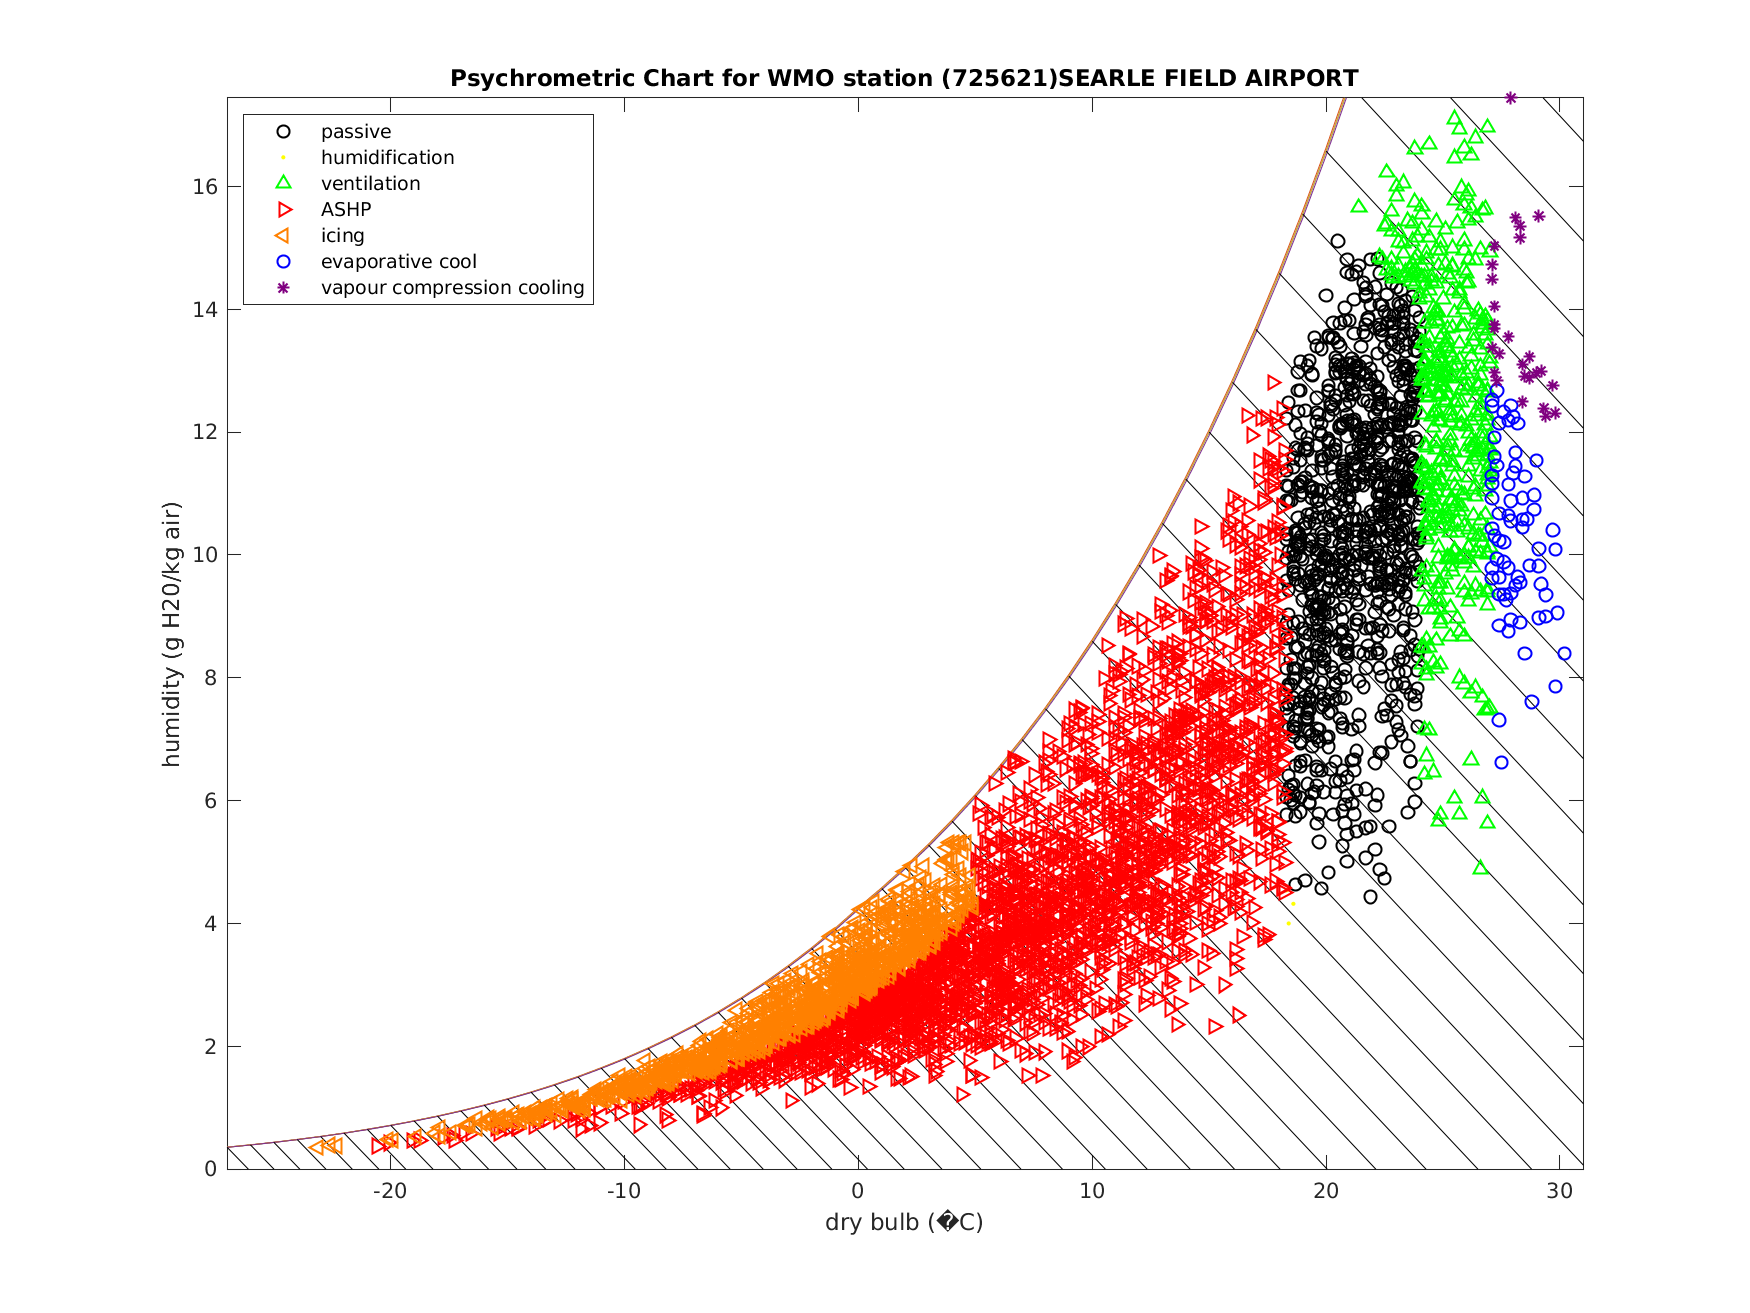 Psychrometric Chart for WMO station (725621)SEARLE FIELD AIRPORT
passive
humidification
ventilation
ASHP
icing
evaporative cool
vapour compression cooling
humidity (g H20/kg air)
16
14
12
10
8
6
4
2
0
-20
-10
0
10
20
30
dry bulb (�C)